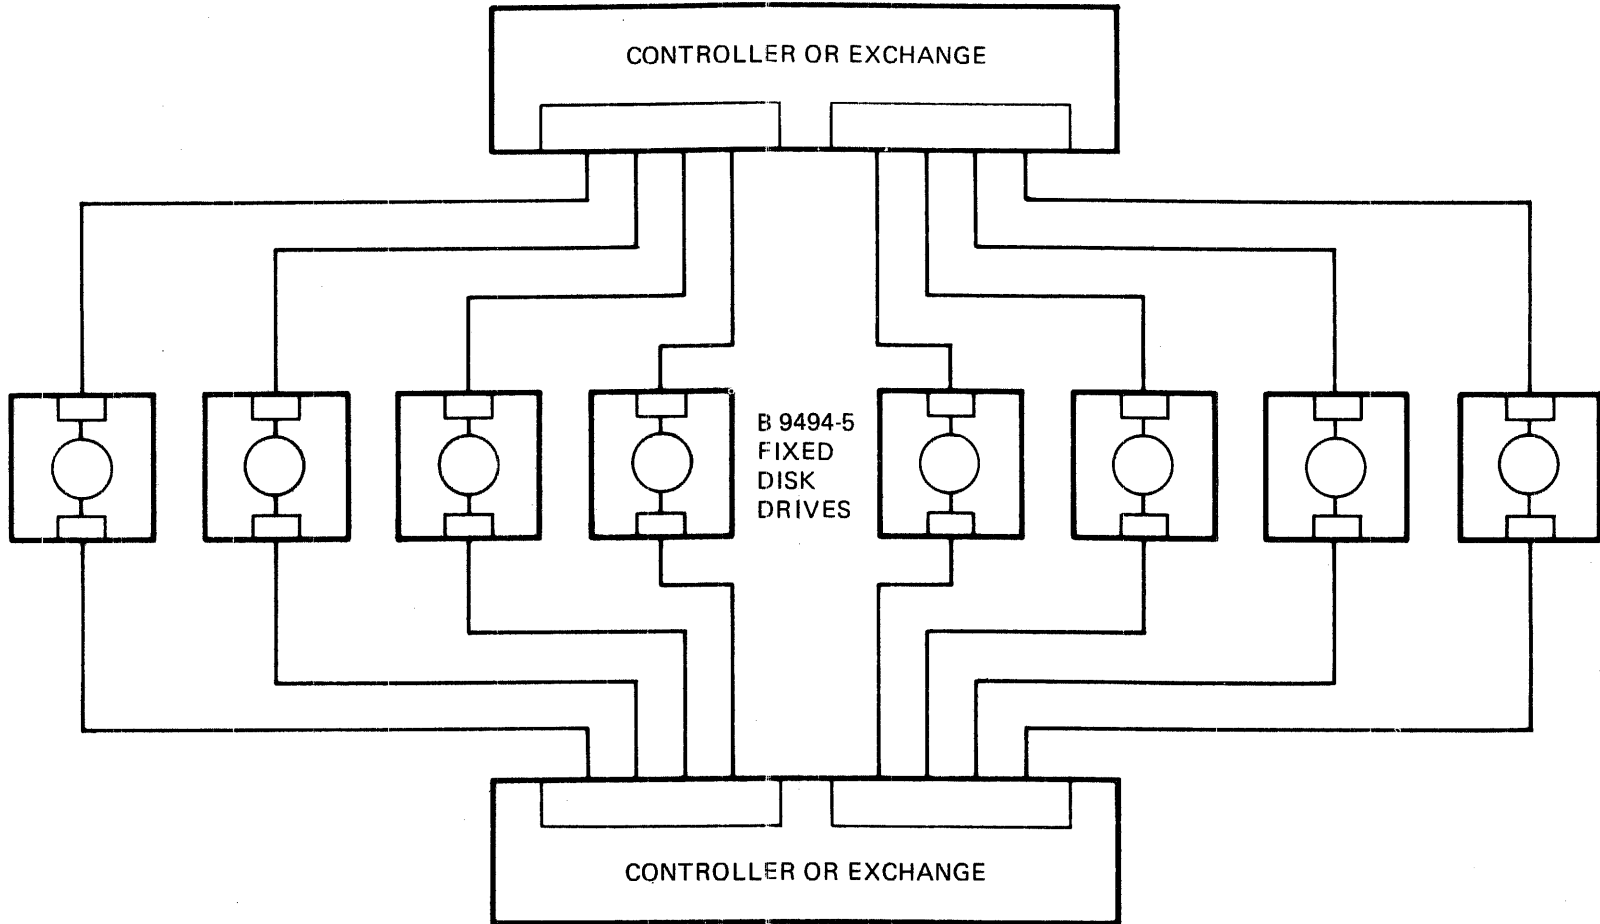 CONTROLLER OR EXCHANGE
B 9494-5
FIXED
DISK
DRIVES
CONTROLLER OR EXCHANGE